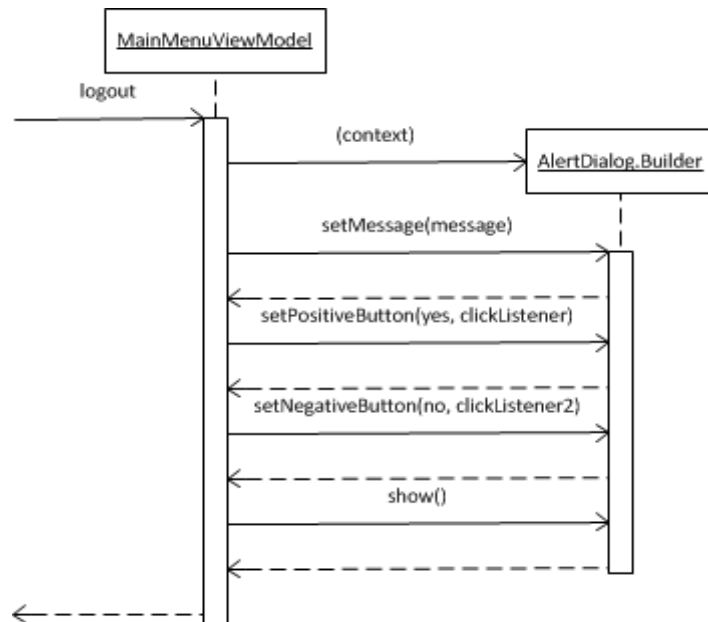 MainMenuViewModel
logout
(context)
AlertDialog.Builder
setMessage(message)
setPositiveButton(yes, clickListener)
setNegativeButton(no, clickListener2)
show()